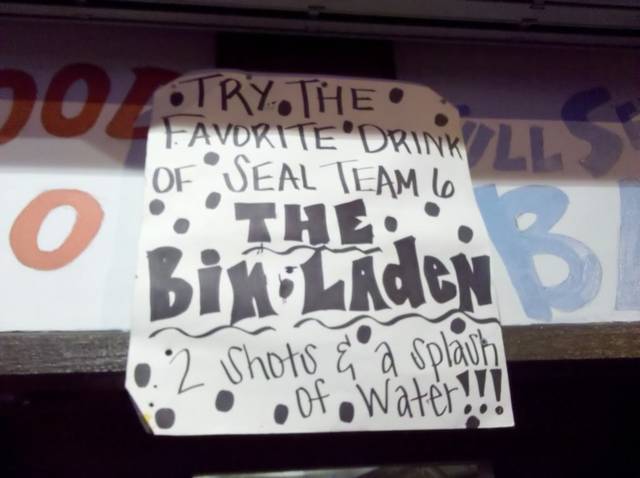 TRY THE
FAVORITE DRINK
OF SEAL TEAM 6
THE
Bin Laden
2 shots & a splash
of water!!!
O
B